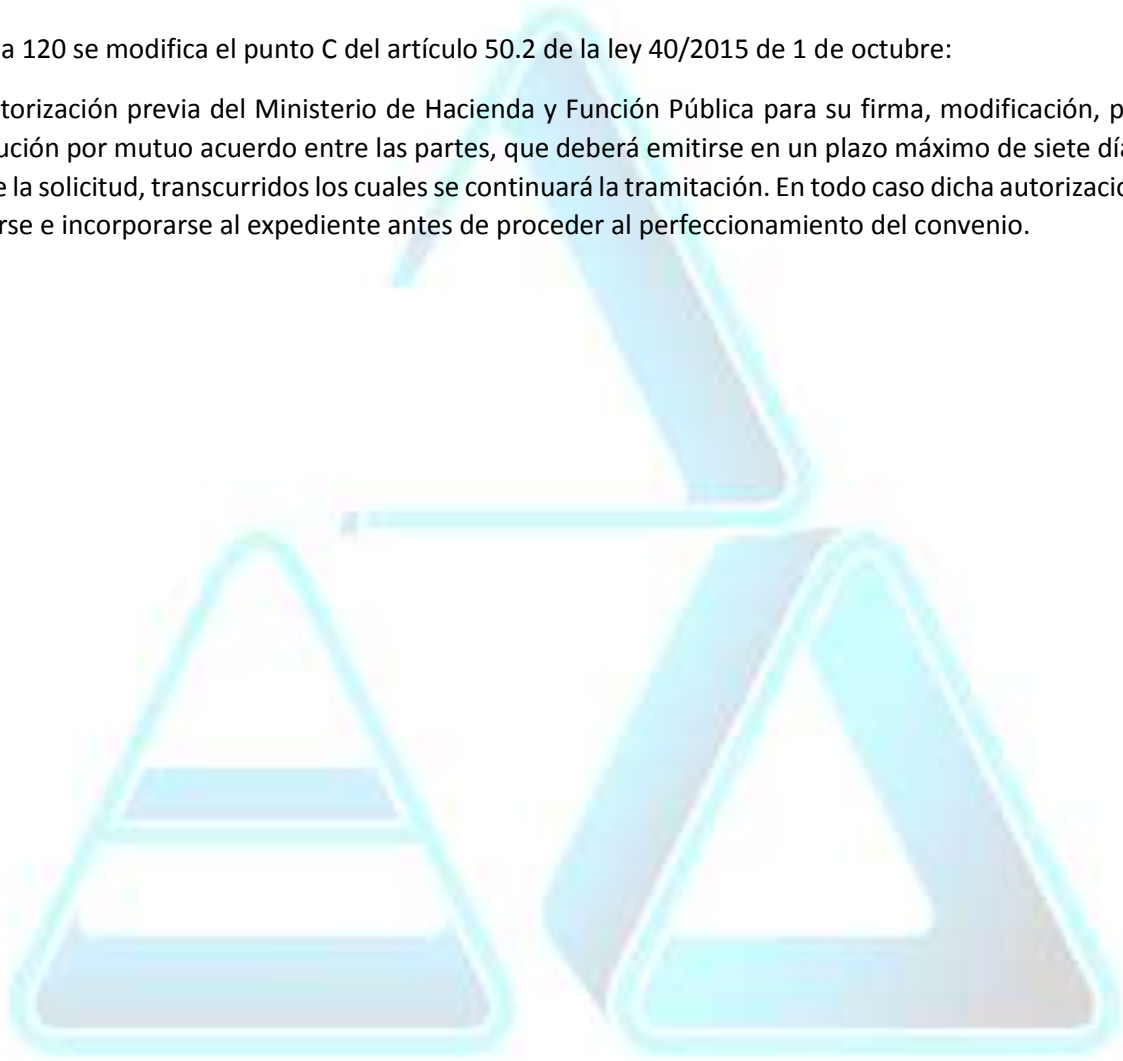 a 120 se modifica el punto C del artículo 50.2 de la ley 40/2015 de 1 de octubre:
torización previa del Ministerio de Hacienda y Función Pública para su firma, modificación, p
ución por mutuo acuerdo entre las partes, que deberá emitirse en un plazo máximo de siete dí
e la solicitud, transcurridos los cuales se continuará la tramitación. En todo caso dicha autorizació
rse e incorporarse al expediente antes de proceder al perfeccionamiento del convenio.